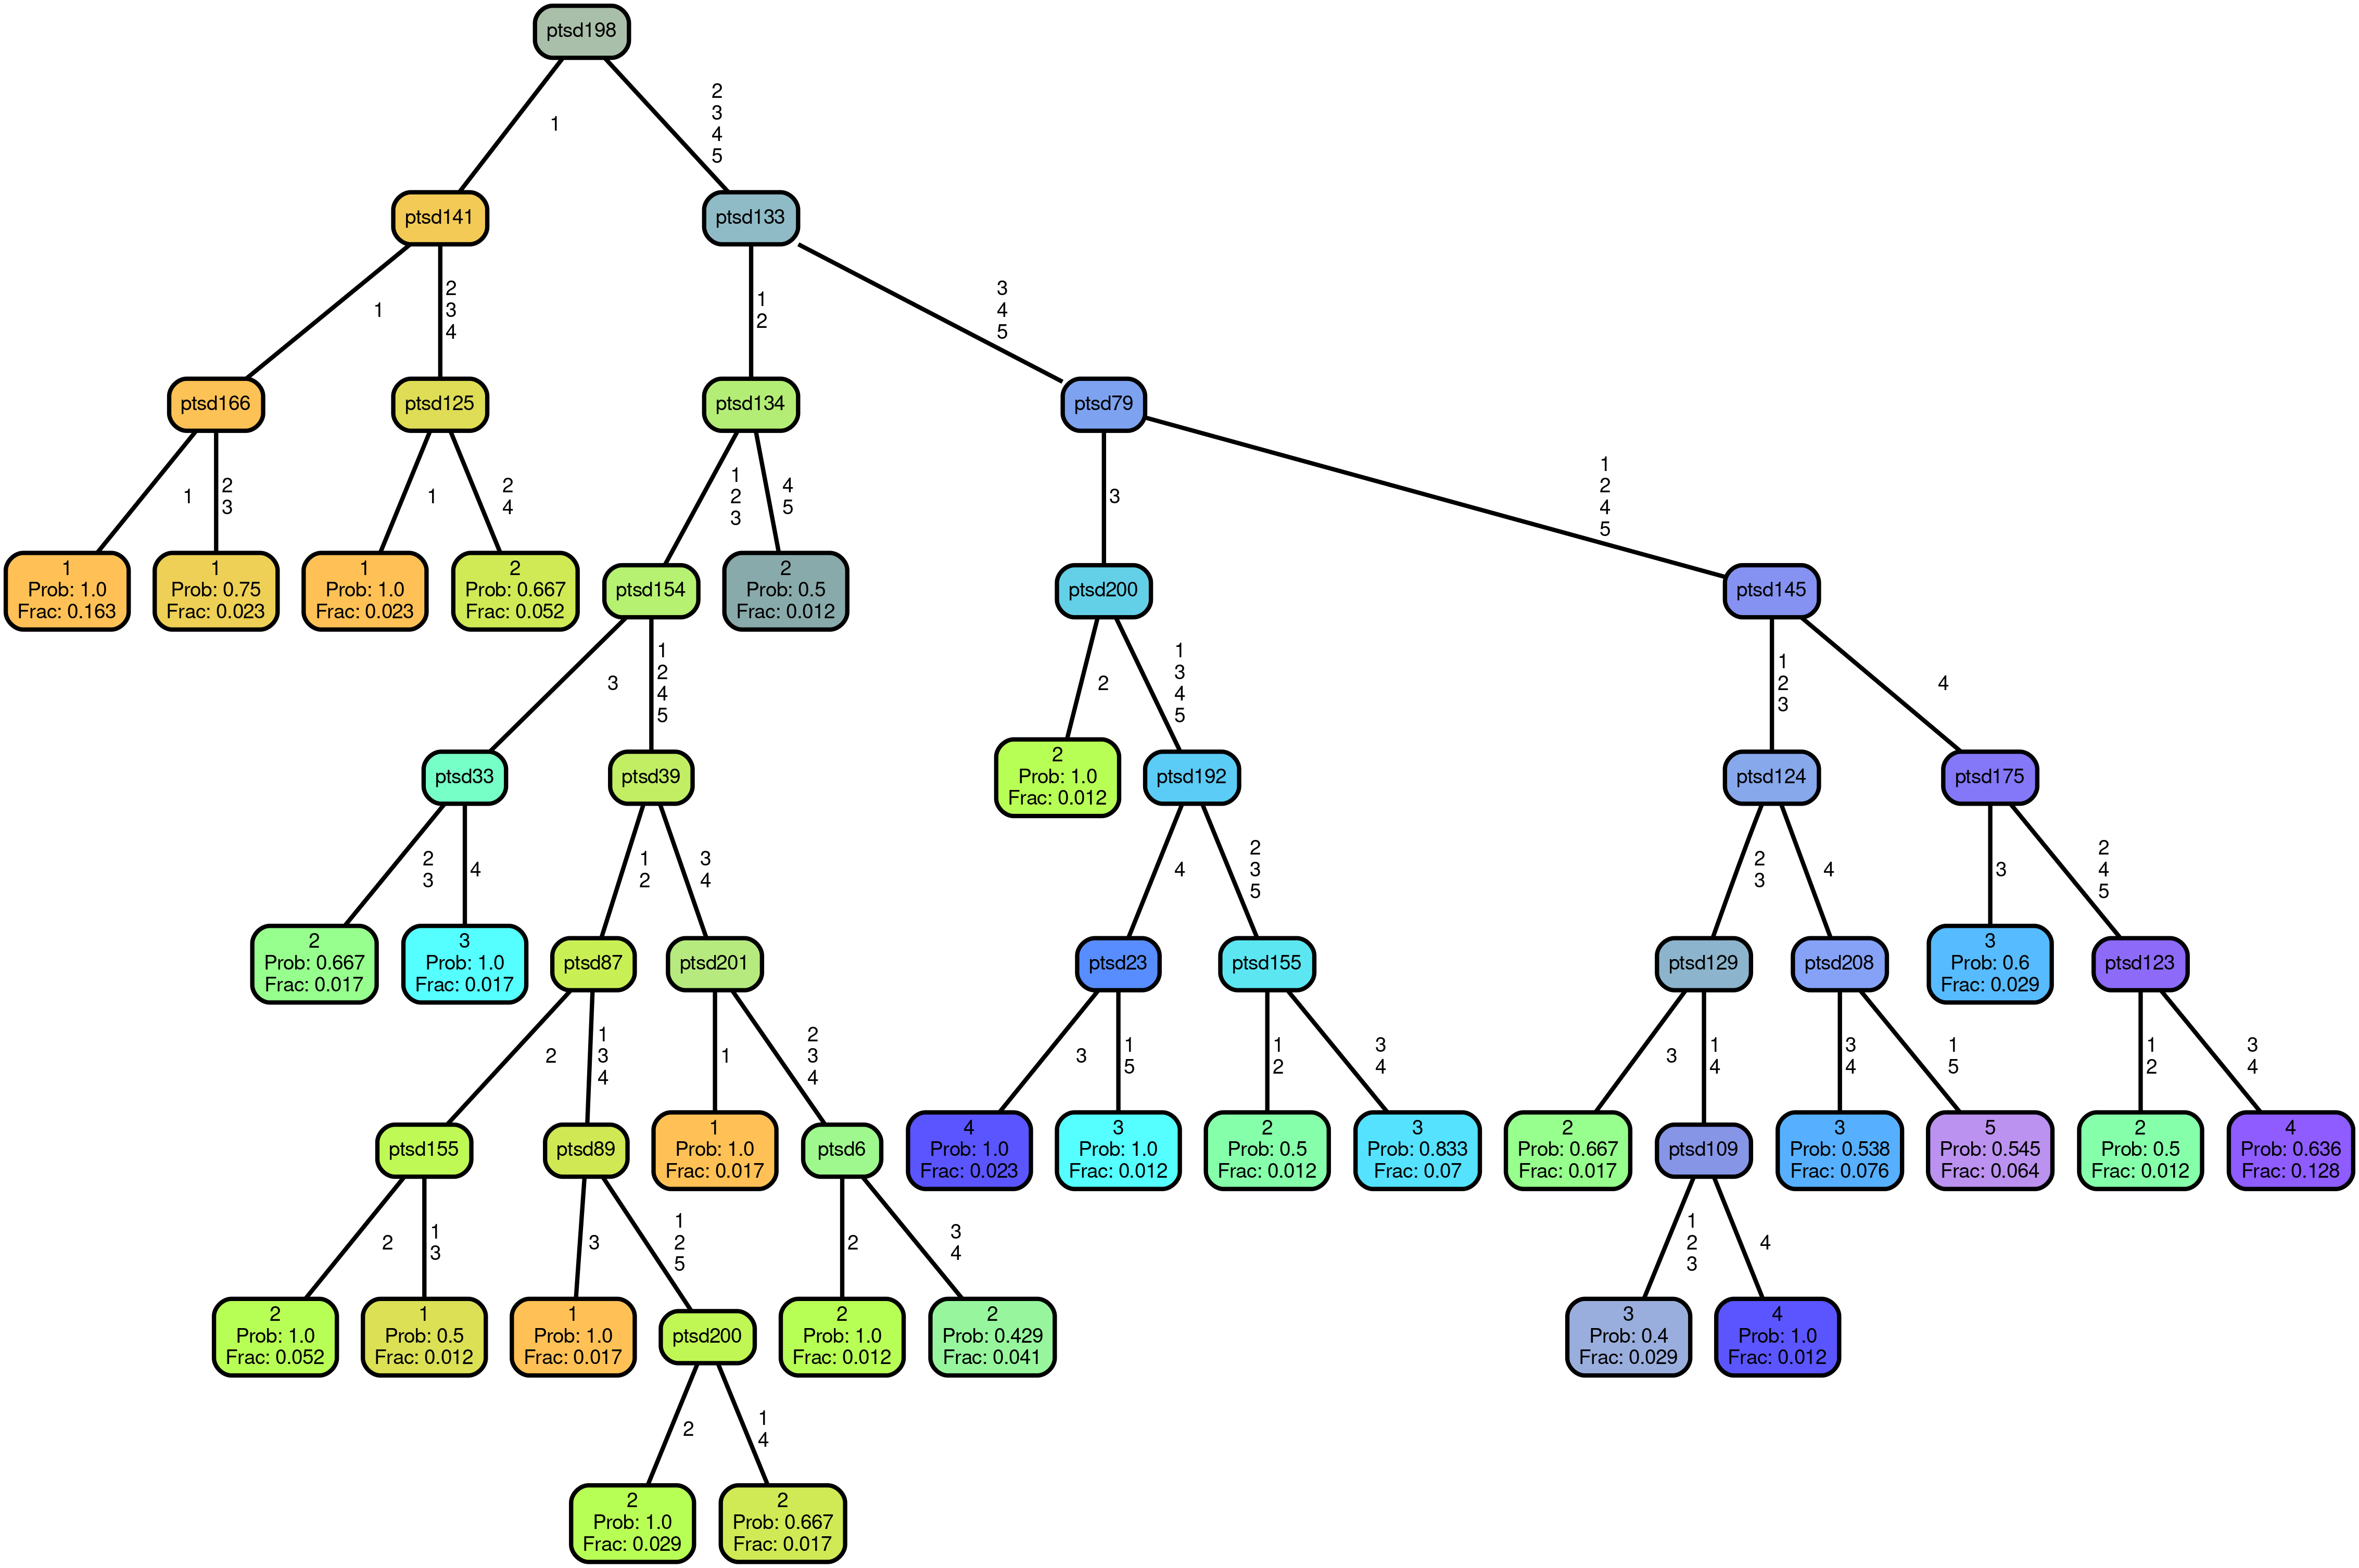 ptsd198
1
2
3
4
5
ptsd141
ptsd133
1
2
3
4
1
2
3
4
5
ptsd166
ptsd125
ptsd134
ptsd79
1
2
3
1
2
4
1
2
3
4
5
3
1
2
4
5
1
Prob: 1.0
Frac: 0.163
1
Prob: 0.75
Frac: 0.023
1
Prob: 1.0
Frac: 0.023
2
Prob: 0.667
Frac: 0.052
ptsd154
2
Prob: 0.5
Frac: 0.012
ptsd200
ptsd145
3
1
2
4
5
2
1
3
4
5
1
2
3
4
ptsd33
ptsd39
2
Prob: 1.0
Frac: 0.012
ptsd192
ptsd124
ptsd175
2
3
4
1
2
3
4
4
2
3
5
2
3
4
3
2
4
5
2
Prob: 0.667
Frac: 0.017
3
Prob: 1.0
Frac: 0.017
ptsd87
ptsd201
ptsd23
ptsd155
ptsd129
ptsd208
3
Prob: 0.6
Frac: 0.029
ptsd123
2
1
3
4
1
2
3
4
3
1
5
1
2
3
4
3
1
4
3
4
1
5
1
2
3
4
ptsd155
ptsd89
1
Prob: 1.0
Frac: 0.017
ptsd6
4
Prob: 1.0
Frac: 0.023
3
Prob: 1.0
Frac: 0.012
2
Prob: 0.5
Frac: 0.012
3
Prob: 0.833
Frac: 0.07
2
Prob: 0.667
Frac: 0.017
ptsd109
3
Prob: 0.538
Frac: 0.076
5
Prob: 0.545
Frac: 0.064
2
Prob: 0.5
Frac: 0.012
4
Prob: 0.636
Frac: 0.128
2
1
3
3
1
2
5
2
3
4
1
2
3
4
2
Prob: 1.0
Frac: 0.052
1
Prob: 0.5
Frac: 0.012
1
Prob: 1.0
Frac: 0.017
ptsd200
2
Prob: 1.0
Frac: 0.012
2
Prob: 0.429
Frac: 0.041
3
Prob: 0.4
Frac: 0.029
4
Prob: 1.0
Frac: 0.012
2
1
4
2
Prob: 1.0
Frac: 0.029
2
Prob: 0.667
Frac: 0.017